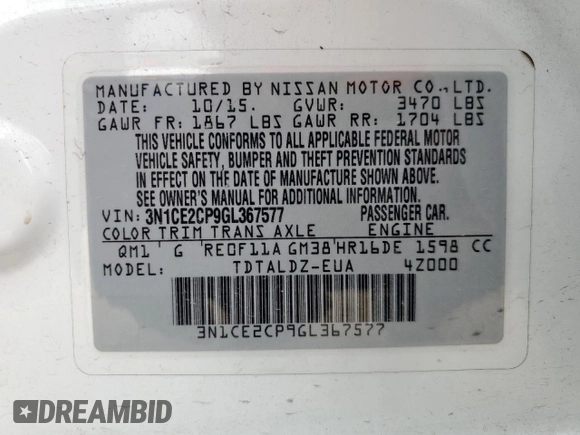 MANUFACTURED BY NISSAN MOTOR CO., LTD.
DATE: 10/15. GVWR: 3470 LBS
GAWR FR: 1867 LBS GAWR RR: 1704 LBS
THIS VEHICLE CONFORMS TO ALL APPLICABLE FEDERAL MOTOR
VEHICLE SAFETY, BUMPER AND THEFT PREVENTION STANDARDS
IN EFFECT ON THE DATE OF MANUFACTURE SHOWN ABOVE.
SEE OWNER'S MANUAL FOR ADDITIONAL INFORMATION.
VIN: 3N1CE2CP9GL367577 PASSENGER CAR.
COLOR TRIM TRANS AXLE ENGINE
QM1 G RE0F11A GM38 HR16DE 1598 CC
MODEL: TDTALDZ-EUA 4Z000
3N1CE2CP9GL367577
DREAMBID